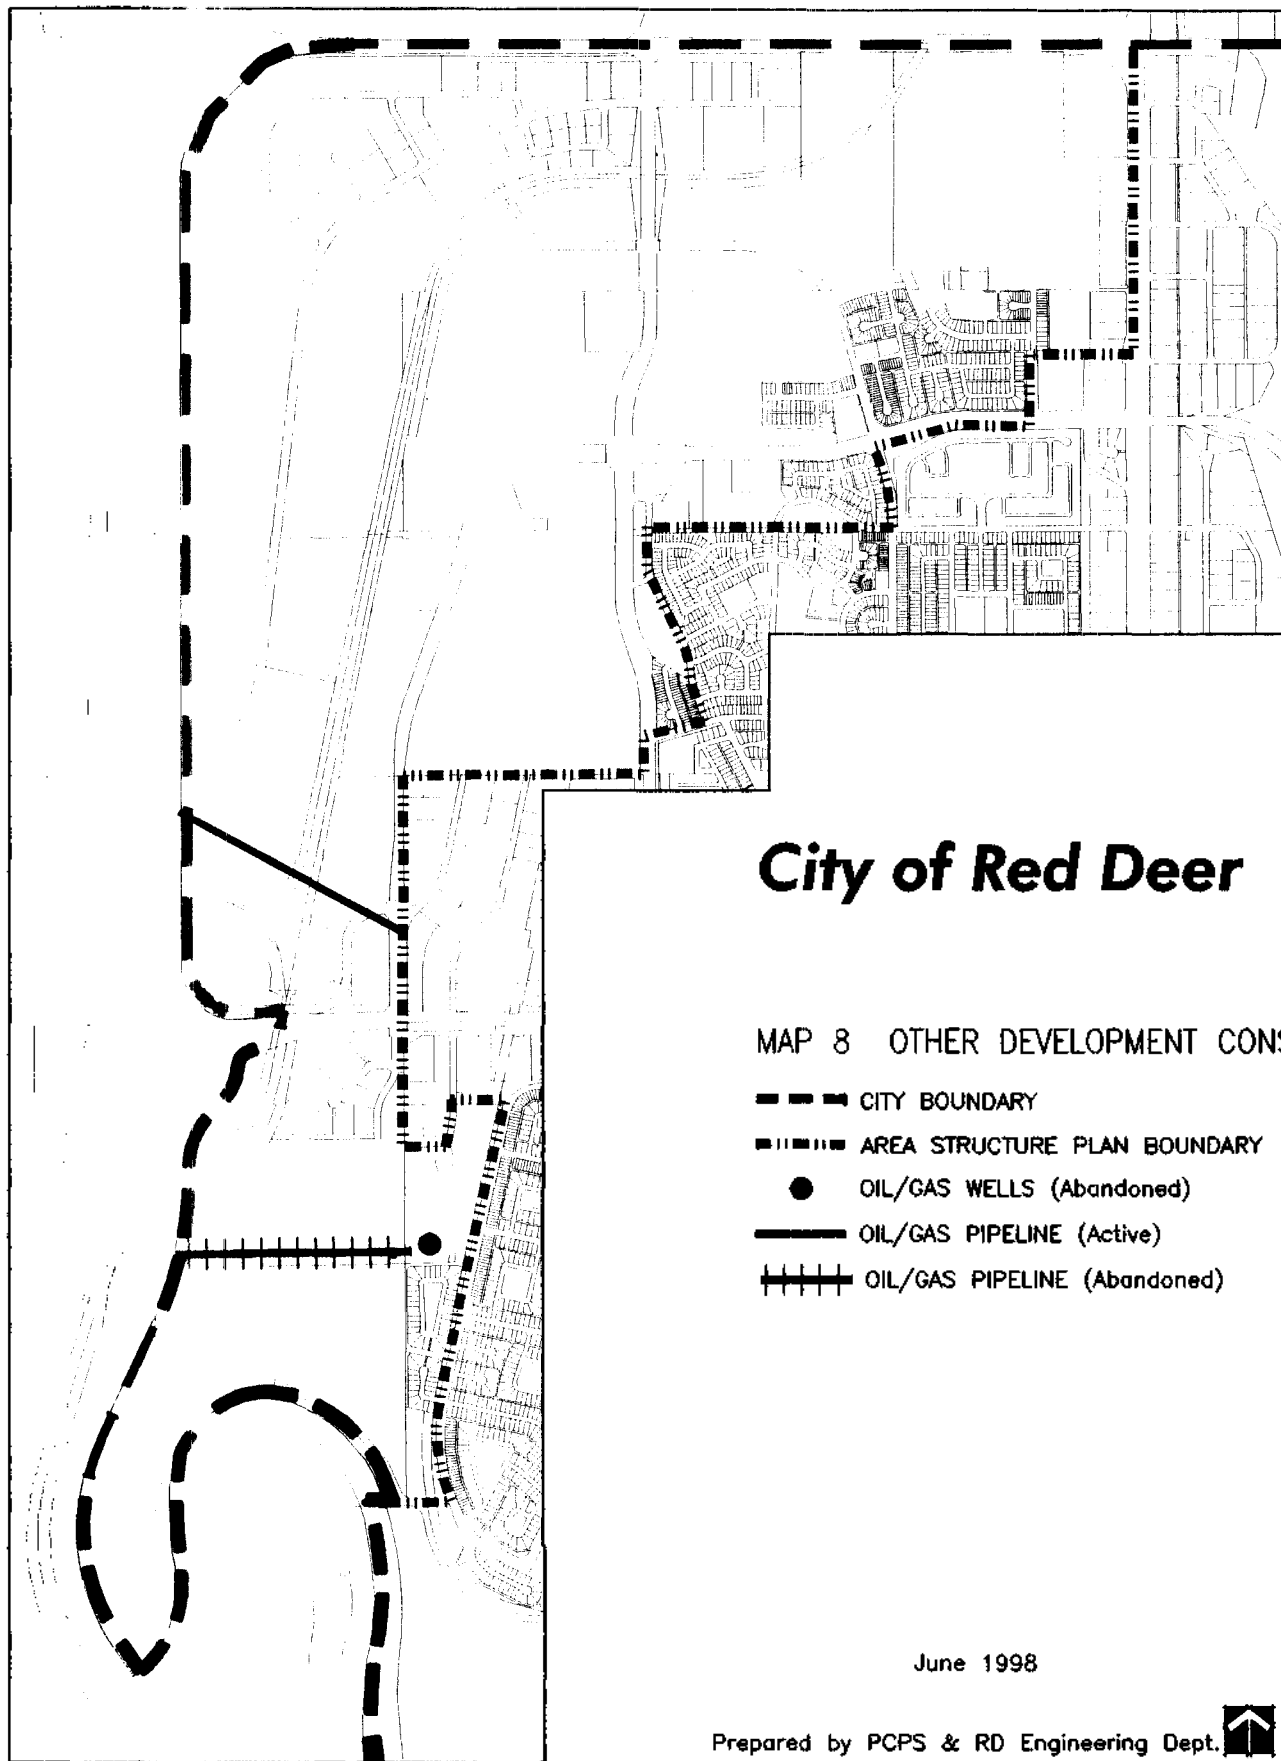 City of Red Deer
MAP 8 OTHER DEVELOPMENT CONS
CITY BOUNDARY
AREA STRUCTURE PLAN BOUNDARY
OIL/GAS WELLS (Abandoned)
OIL/GAS PIPELINE (Active)
OIL/GAS PIPELINE (Abandoned)
June 1998
Prepared by PCPS & RD Engineering Dept.